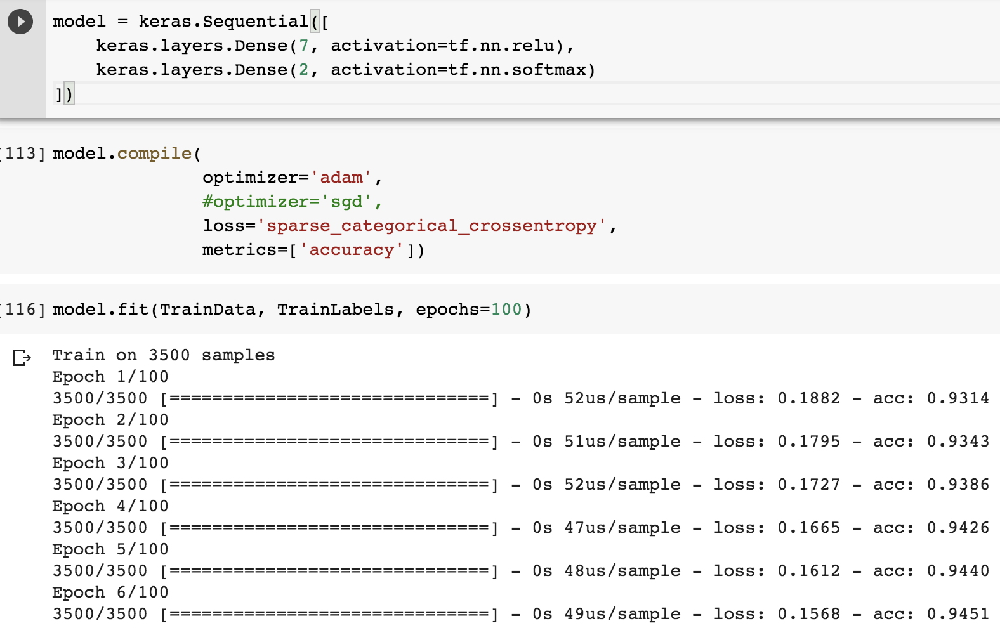 model = keras.Sequential([
    keras.layers.Dense(7, activation=tf.nn.relu),
    keras.layers.Dense(2, activation=tf.nn.softmax)
])
[113] model.compile(
              optimizer='adam',
              #optimizer='sgd',
              loss='sparse_categorical_crossentropy',
              metrics=['accuracy'])
[116] model.fit(TrainData, TrainLabels, epochs=100)
Train on 3500 samples
Epoch 1/100
3500/3500 [==============================] - 0s 52us/sample - loss: 0.1882 - acc: 0.9314
Epoch 2/100
3500/3500 [==============================] - 0s 51us/sample - loss: 0.1795 - acc: 0.9343
Epoch 3/100
3500/3500 [==============================] - 0s 52us/sample - loss: 0.1727 - acc: 0.9386
Epoch 4/100
3500/3500 [==============================] - 0s 47us/sample - loss: 0.1665 - acc: 0.9426
Epoch 5/100
3500/3500 [==============================] - 0s 48us/sample - loss: 0.1612 - acc: 0.9440
Epoch 6/100
3500/3500 [==============================] - 0s 49us/sample - loss: 0.1568 - acc: 0.9451